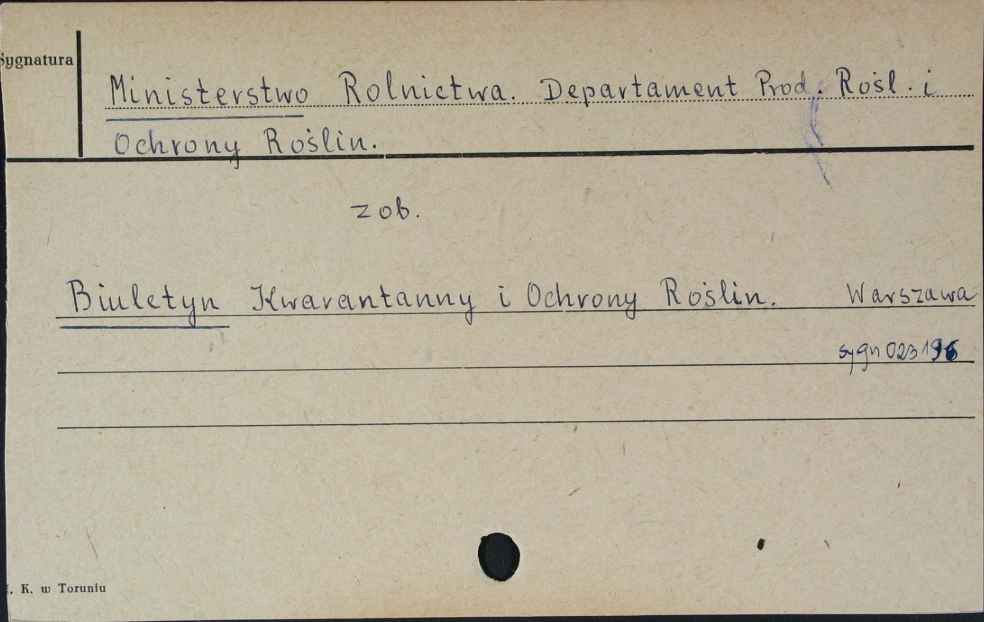 Sygnatura
Ministerstwo Rolnictwa. Departament Prod. Rośl. i
Ochrony Roślin.
zob.
Biuletyn Kwarantanny i Ochrony Roślin. Warszawa
sygn 023196
K. w Toruniu